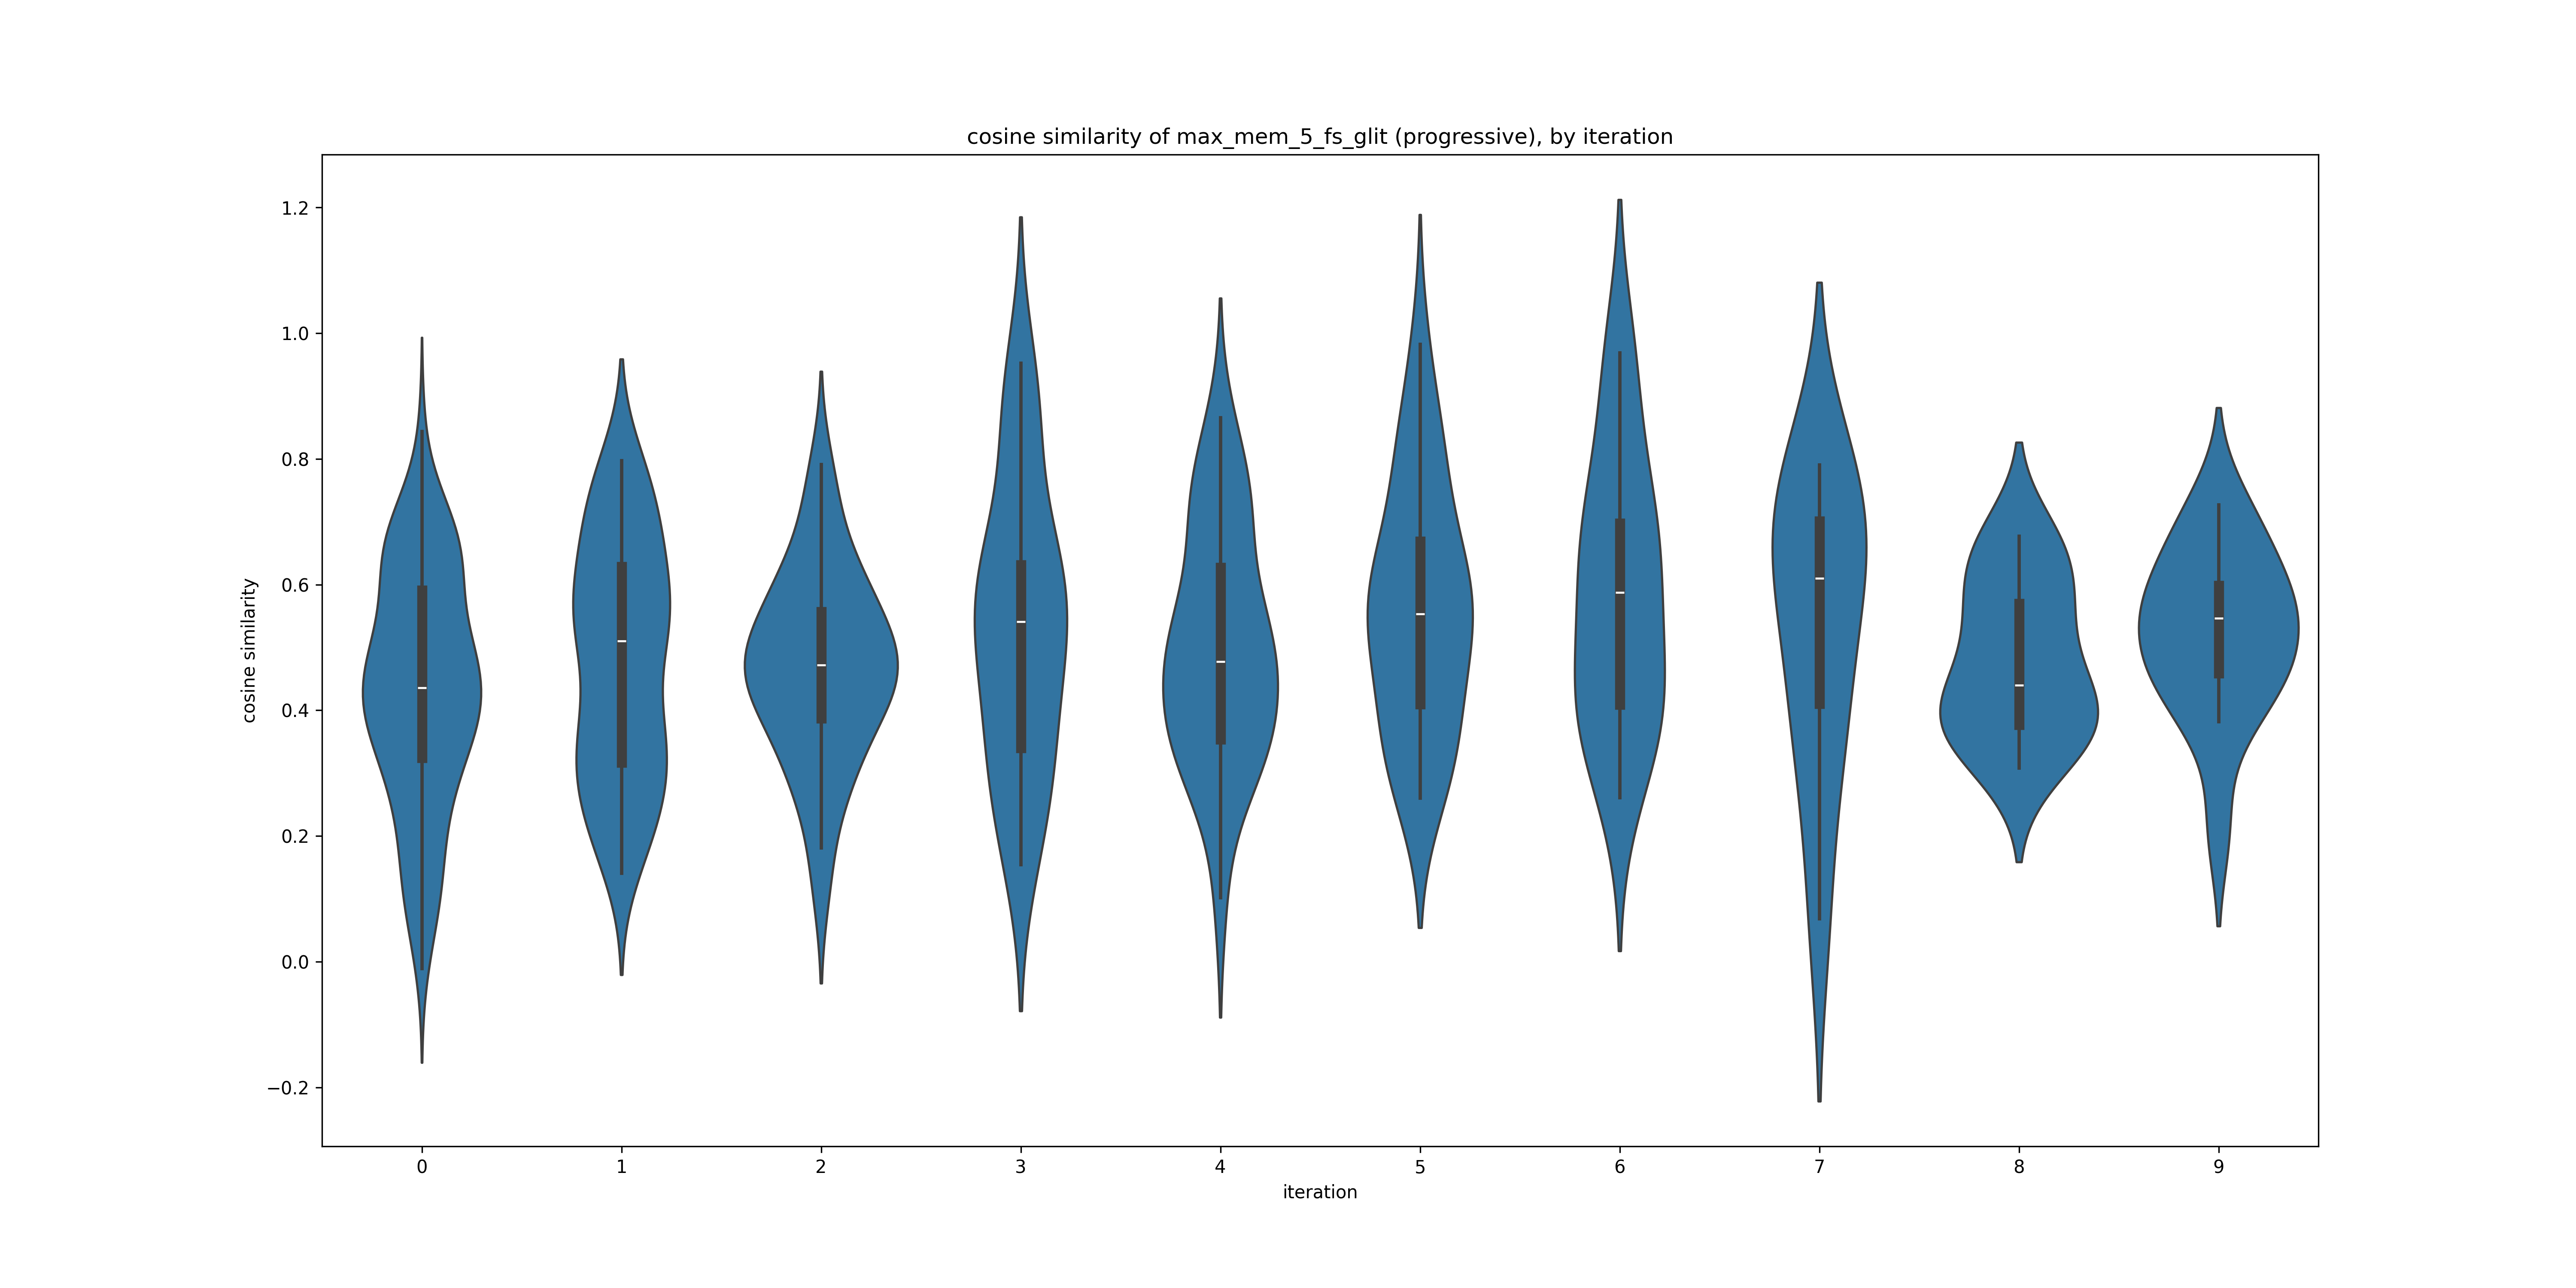 cosine similarity of max_mem_5_fs_glit (progressive), by iteration
1.2
1.0
0.8
0.6
0.4
0.2
0.0
−0.2
cosine similarity
0 1 2 3 4 5 6 7 8 9
iteration